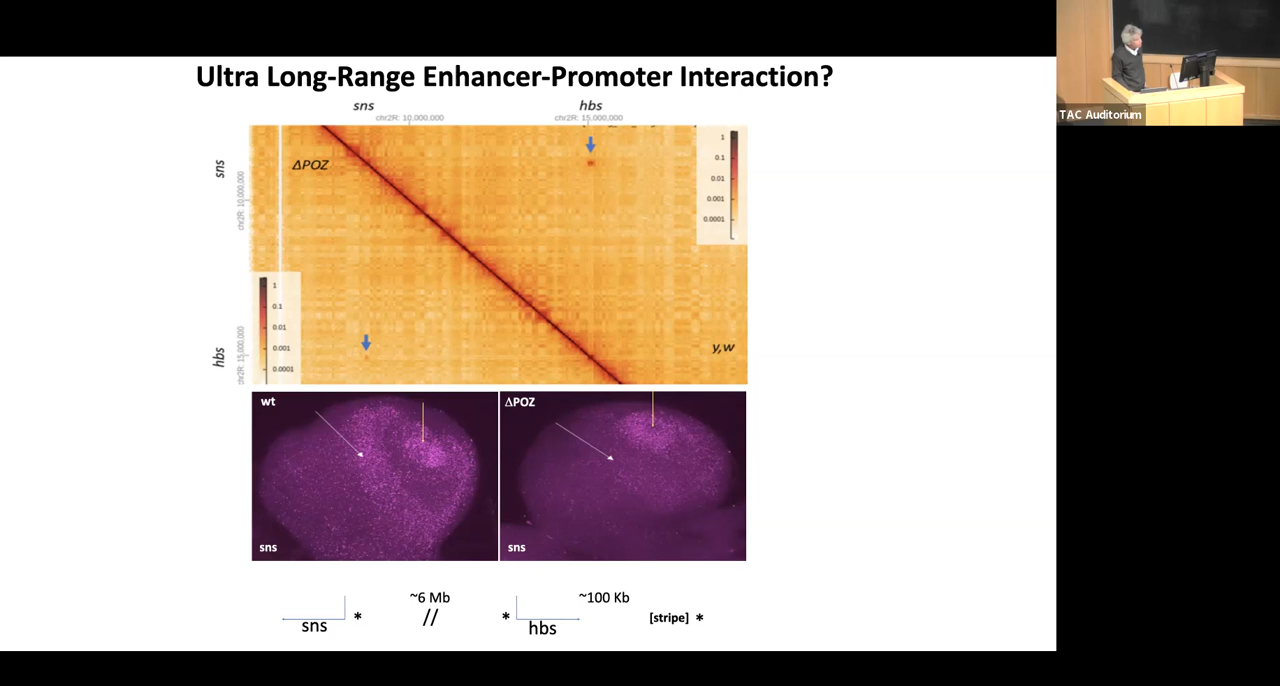 Ultra Long-Range Enhancer-Promoter Interaction?
sns
hbs
chr2R: 10,000,000
chr2R: 15,000,000
ΔPOZ
sns
chr2R: 10,000,000
1
0.1
0.01
0.001
0.0001
1
0.1
0.01
0.001
0.0001
hbs
chr2R: 15,000,000
y,w
wt
sns
ΔPOZ
sns
~6 Mb
~100 Kb
* // * [stripe] *
sns
hbs
TAC Auditorium